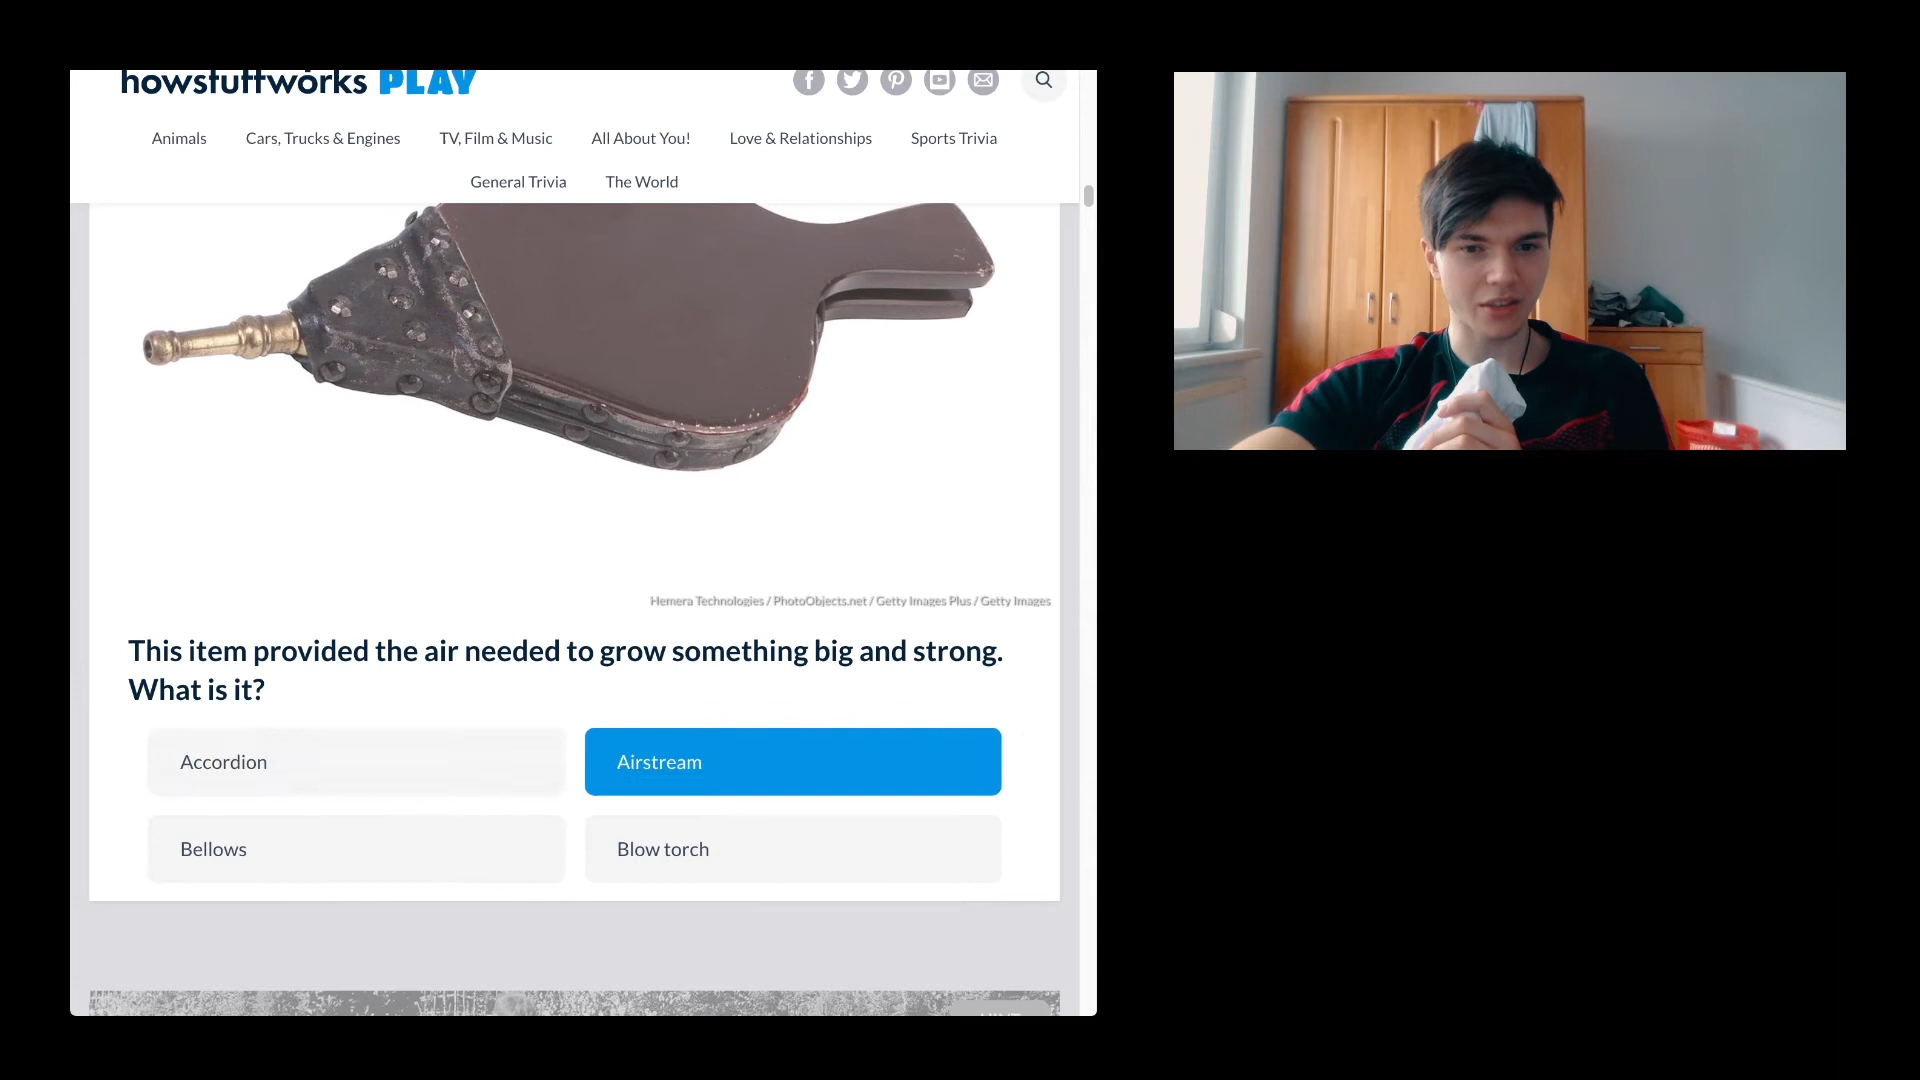 howstuffworks PLAY
Animals
Cars, Trucks & Engines
TV, Film & Music
All About You!
Love & Relationships
Sports Trivia
General Trivia
The World
Hemera Technologies / PhotoObjects.net / Getty Images Plus / Getty Images
This item provided the air needed to grow something big and strong.
What is it?
Accordion
Airstream
Bellows
Blow torch